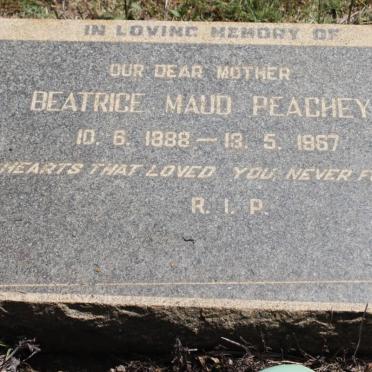 IN LOVING MEMORY OF
OUR DEAR MOTHER
BEATRICE MAUD PEACHEY
10. 6. 1888 — 13. 5. 1967
HEARTS THAT LOVED YOU NEVER
R. I. P.